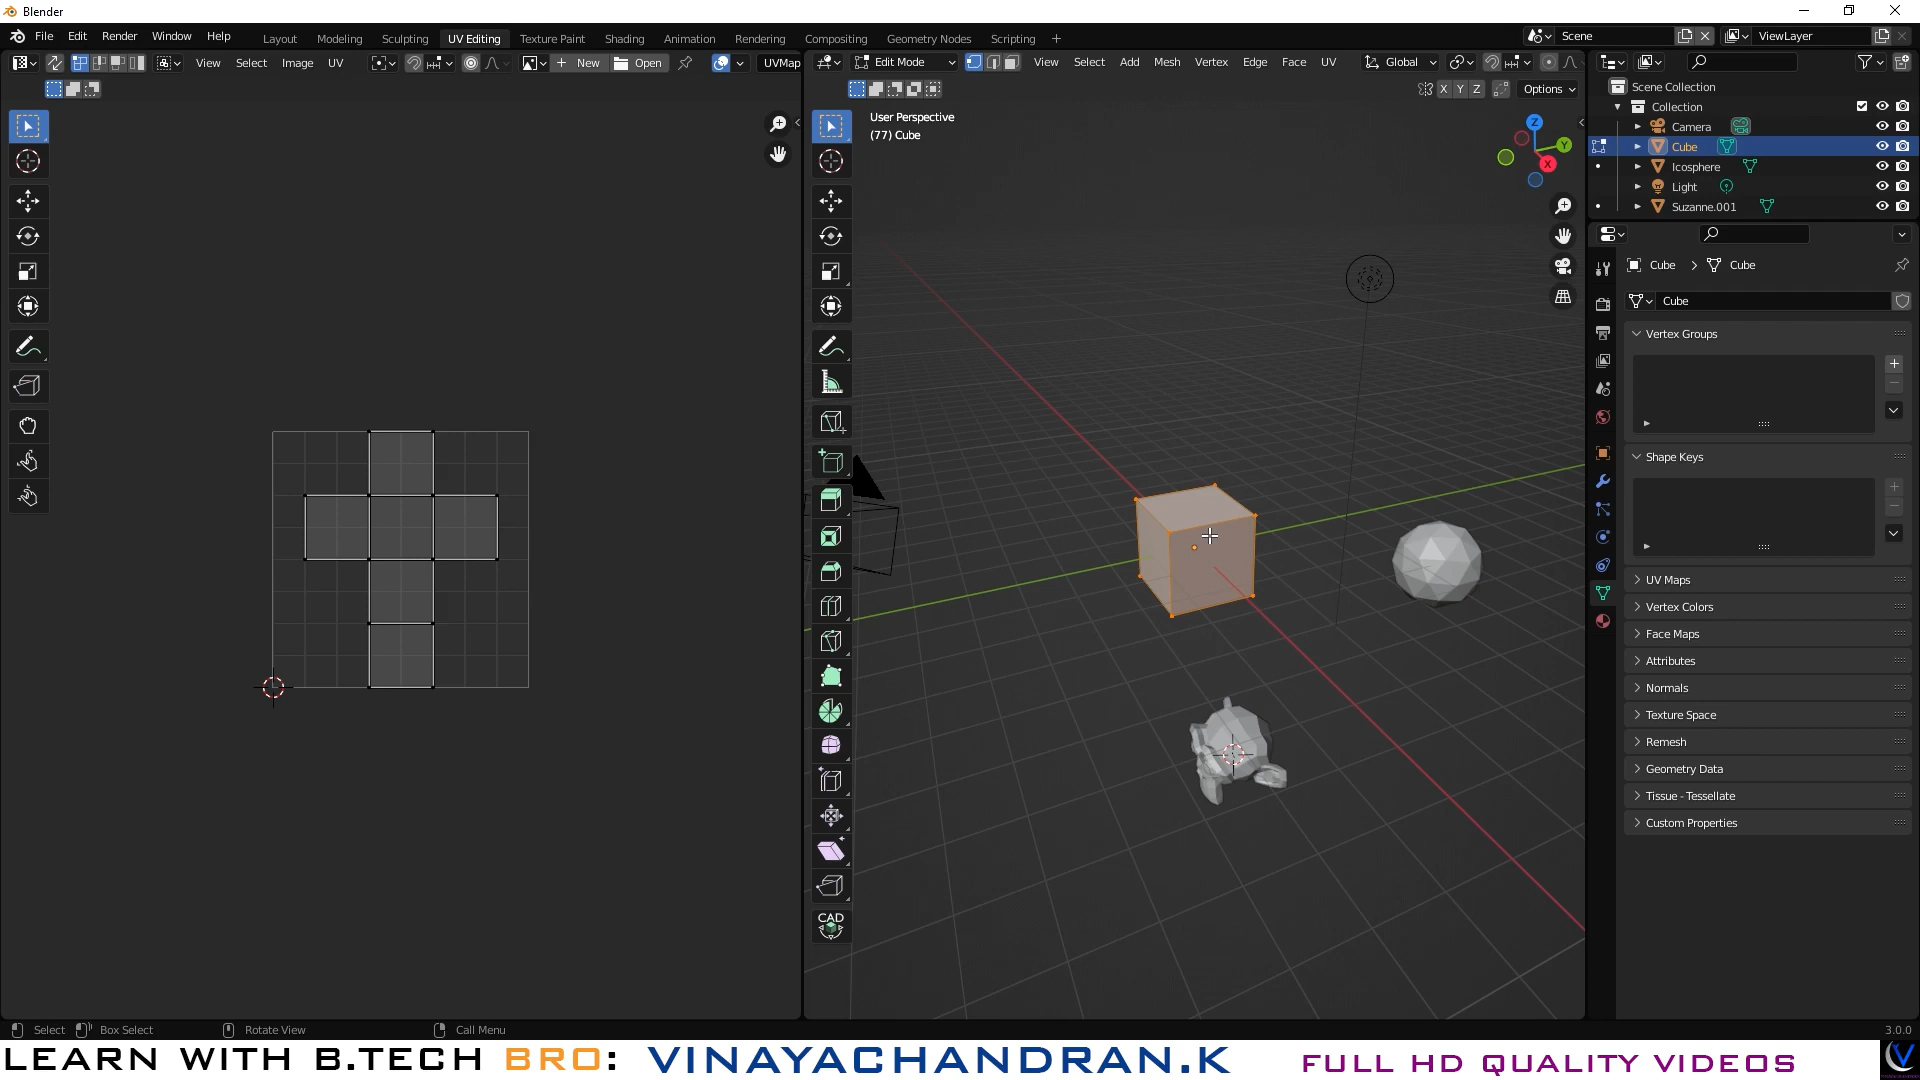 Blender
File Edit Render Window Help
Layout Modeling Sculpting UV Editing Texture Paint Shading Animation Rendering Compositing Geometry Nodes Scripting +
Scene
ViewLayer
View Select Image UV
New Open
UVMap
Edit Mode
View Select Add Mesh Vertex Edge Face UV
Global
X Y Z
Options
User Perspective
(77) Cube
Z
Y
X
CAD
Scene Collection
Collection
Camera
Cube
Icosphere
Light
Suzanne.001
Cube > Cube
Cube
Vertex Groups
Shape Keys
UV Maps
Vertex Colors
Face Maps
Attributes
Normals
Texture Space
Remesh
Geometry Data
Tissue - Tessellate
Custom Properties
Select Box Select Rotate View Call Menu
3.0.0
LEARN WITH B.TECH BRO: VINAYACHANDRAN.K FULL HD QUALITY VIDEOS